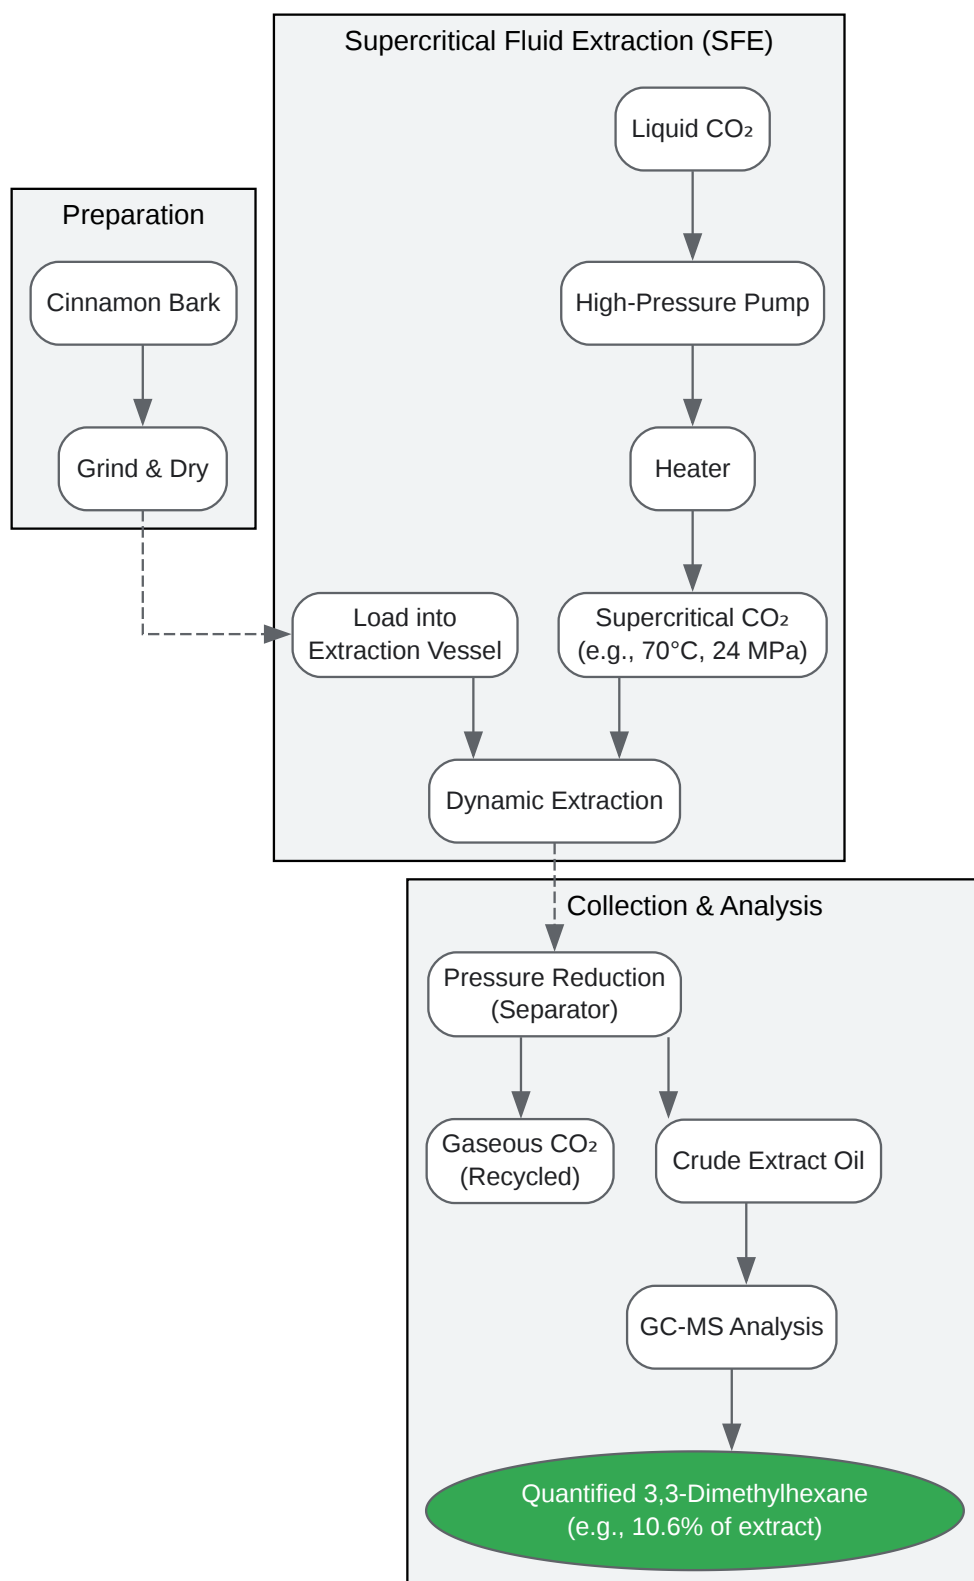 Supercritical Fluid Extraction (SFE)
Liquid CO₂
Preparation
Cinnamon Bark
High-Pressure Pump
Grind & Dry
Heater
Load into
Extraction Vessel
Supercritical CO₂
(e.g., 70°C, 24 MPa)
Dynamic Extraction
Collection & Analysis
Pressure Reduction
(Separator)
Gaseous CO₂
(Recycled)
Crude Extract Oil
GC-MS Analysis
Quantified 3,3-Dimethylhexane
(e.g., 10.6% of extract)